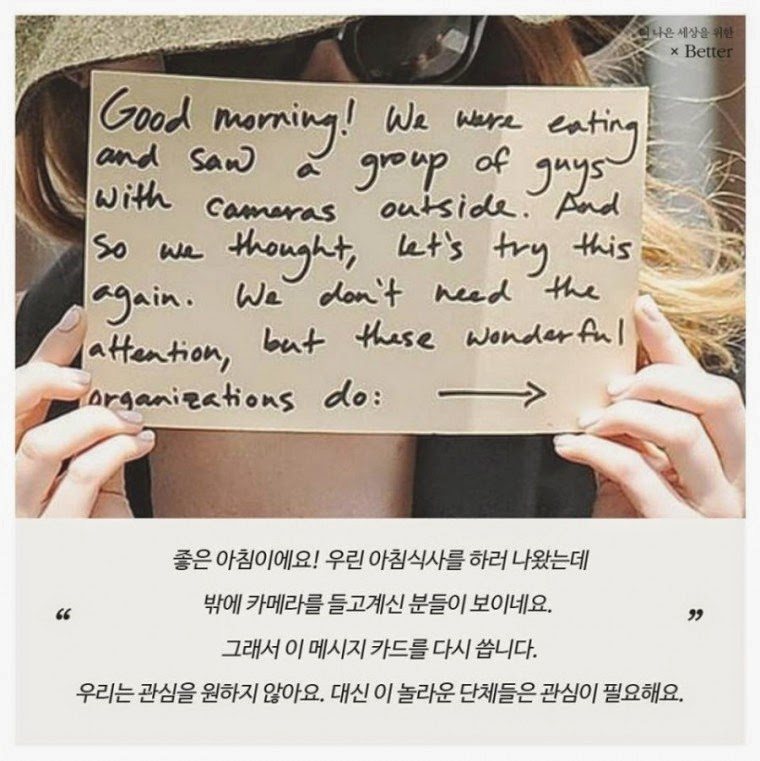 나은 세상을 위한
× Better
Good morning! We were eating
and saw a group of guys
with cameras outside. And
so we thought, let's try this
again. We don't need the
attention, but these wonderful
organizations do: →
“
좋은 아침이에요! 우린 아침식사를 하러 나왔는데
밖에 카메라를 들고계신 분들이 보이네요.
그래서 이 메시지 카드를 다시 씁니다.
우리는 관심을 원하지 않아요. 대신 이 놀라운 단체들은 관심이 필요해요.
”